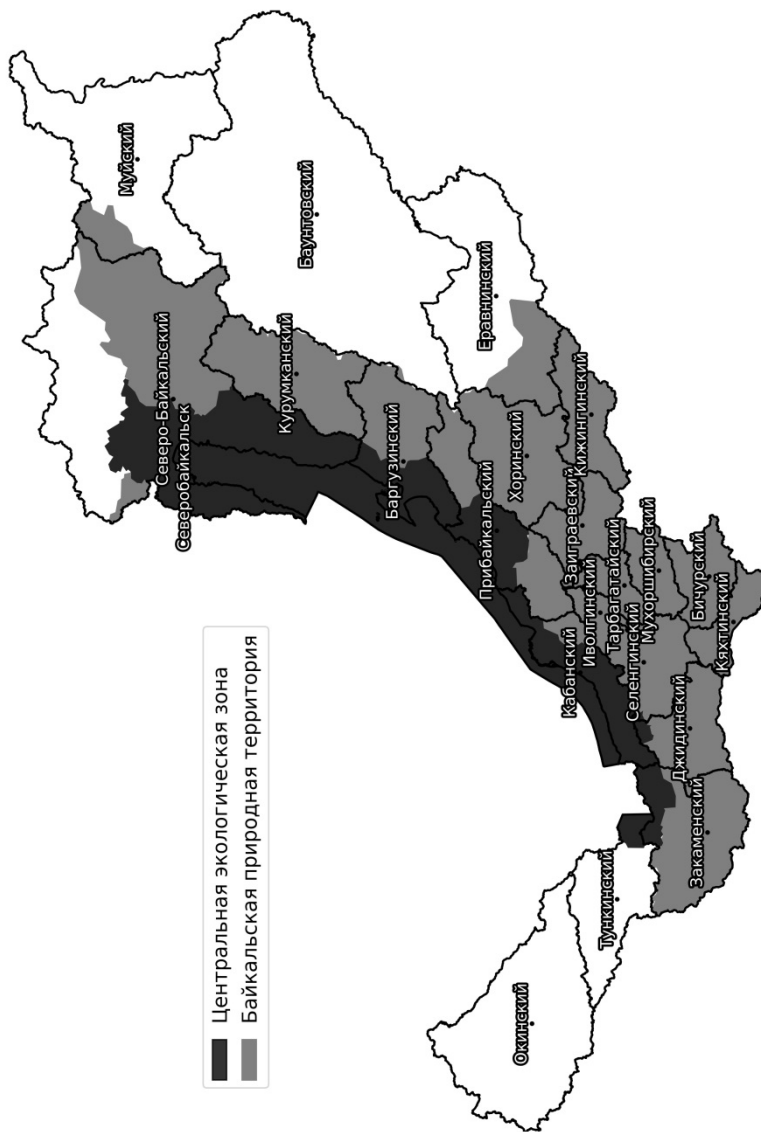 Центральная экологическая зона
Байкальская природная территория
Муйский
Баунтовский
Северо-Байкальский
Северобайкальск
Курумканский
Еравнинский
Баргузинский
Хоринский
Кижингинский
Прибайкальский
Заиграевский
Иволгинский
Тарбагатайский
Мухоршибирский
Кабанский
Селенгинский
Бичурский
Кяхтинский
Джидинский
Закаменский
Тункинский
Окинский